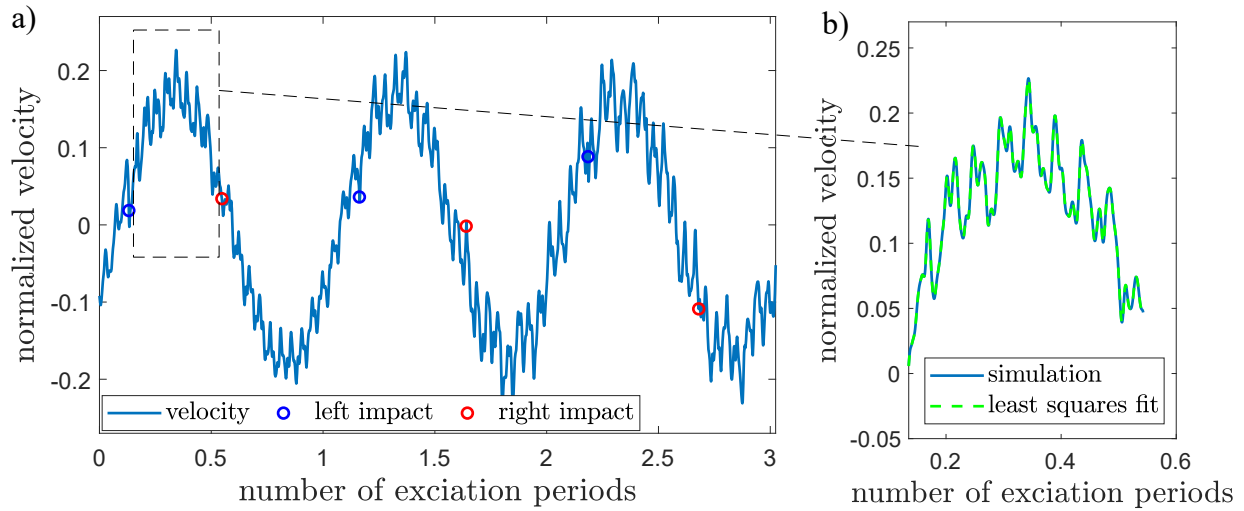 a)
normalized velocity
0.2
0.1
0
-0.1
-0.2
0
0.5
1
1.5
2
2.5
3
number of exciation periods
velocity
left impact
right impact
b)
normalized velocity
0.25
0.2
0.15
0.1
0.05
0
-0.05
0.2
0.4
0.6
number of exciation periods
simulation
least squares fit